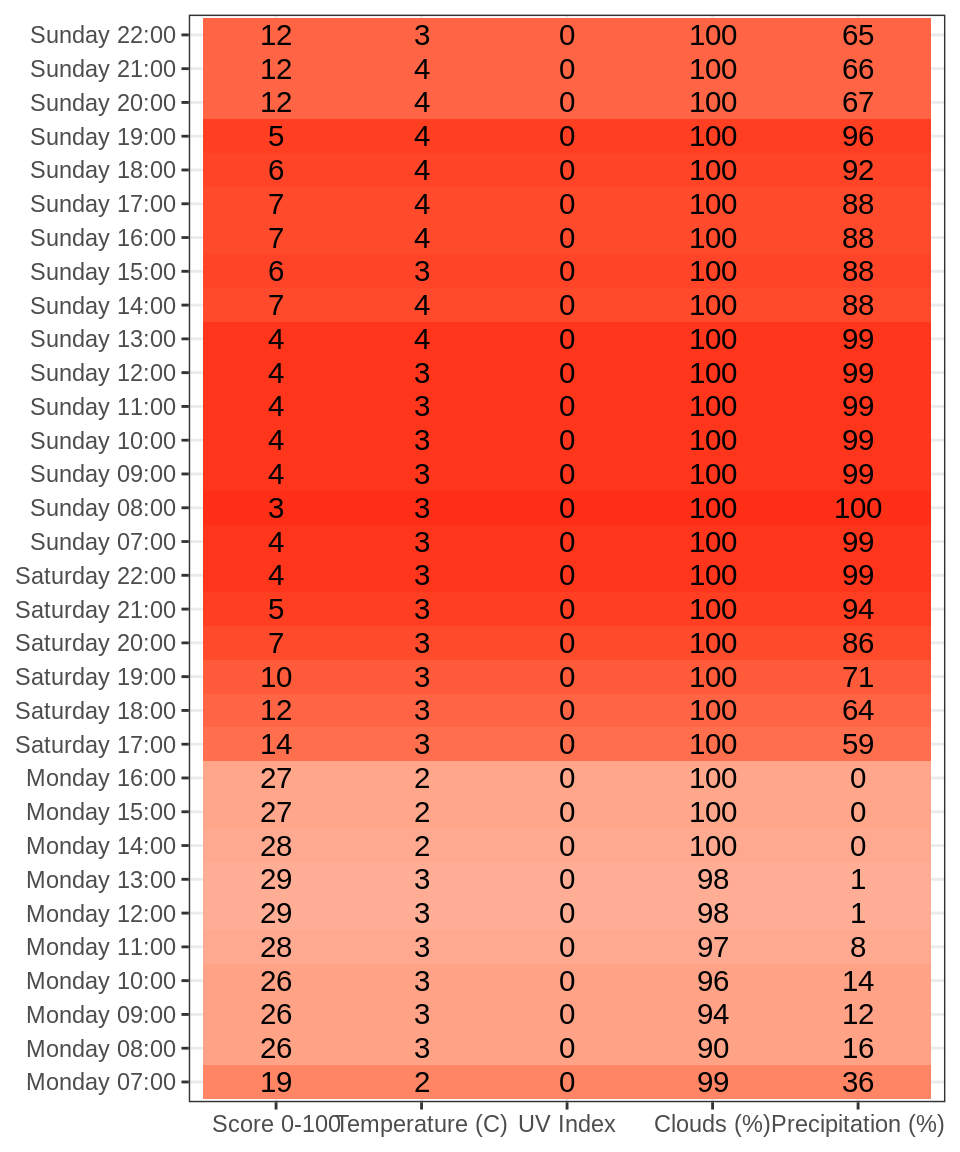 Sunday 22:00 12 3 0 100 65
Sunday 21:00 12 4 0 100 66
Sunday 20:00 12 4 0 100 67
Sunday 19:00 5 4 0 100 96
Sunday 18:00 6 4 0 100 92
Sunday 17:00 7 4 0 100 88
Sunday 16:00 7 4 0 100 88
Sunday 15:00 6 3 0 100 88
Sunday 14:00 7 4 0 100 88
Sunday 13:00 4 4 0 100 99
Sunday 12:00 4 3 0 100 99
Sunday 11:00 4 3 0 100 99
Sunday 10:00 4 3 0 100 99
Sunday 09:00 4 3 0 100 99
Sunday 08:00 3 3 0 100 100
Sunday 07:00 4 3 0 100 99
Saturday 22:00 4 3 0 100 99
Saturday 21:00 5 3 0 100 94
Saturday 20:00 7 3 0 100 86
Saturday 19:00 10 3 0 100 71
Saturday 18:00 12 3 0 100 64
Saturday 17:00 14 3 0 100 59
Monday 16:00 27 2 0 100 0
Monday 15:00 27 2 0 100 0
Monday 14:00 28 2 0 100 0
Monday 13:00 29 3 0 98 1
Monday 12:00 29 3 0 98 1
Monday 11:00 28 3 0 97 8
Monday 10:00 26 3 0 96 14
Monday 09:00 26 3 0 94 12
Monday 08:00 26 3 0 90 16
Monday 07:00 19 2 0 99 36
Score 0-100 Temperature (C) UV Index Clouds (%) Precipitation (%)